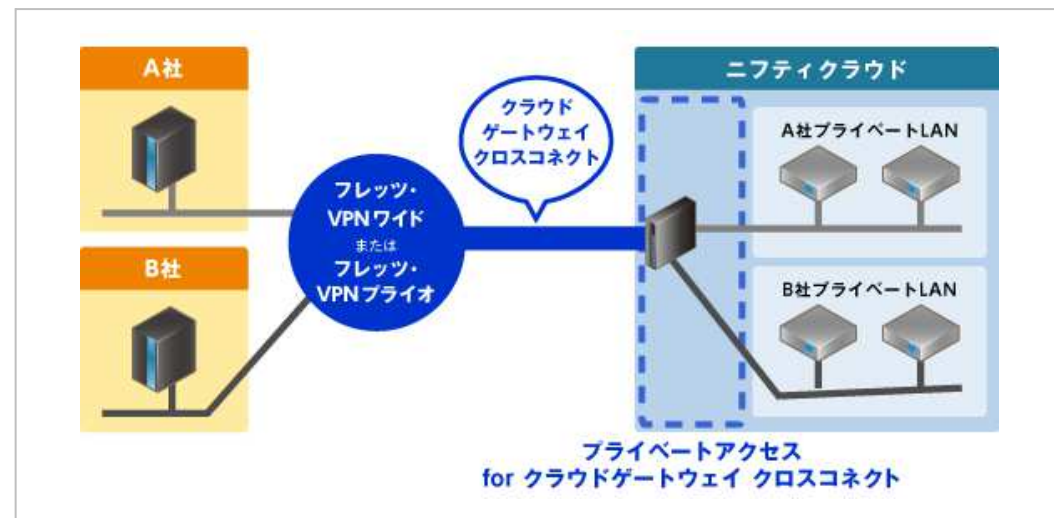 A社
B社
フレッツ・
VPNワイド
または
フレッツ・
VPNプライオ
クラウド
ゲートウェイ
クロスコネクト
ニフティクラウド
A社プライベートLAN
B社プライベートLAN
プライベートアクセス
for クラウドゲートウェイ クロスコネクト